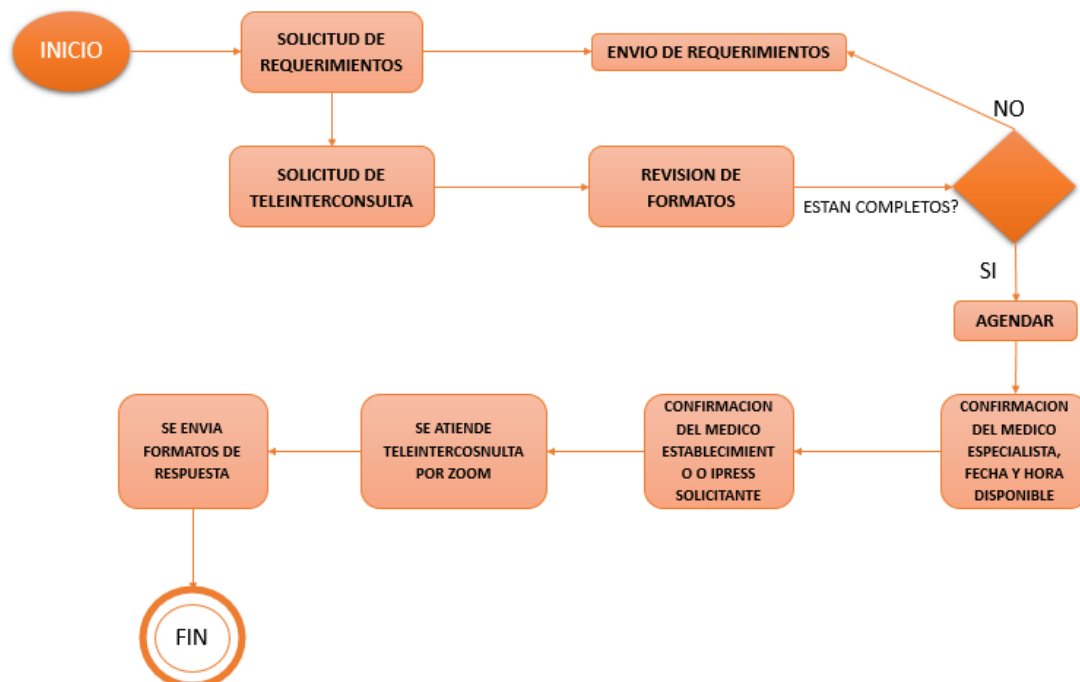 INICIO
SOLICITUD DE
REQUERIMIENTOS
ENVIO DE REQUERIMIENTOS
NO
SOLICITUD DE
TELEINTERCONSULTA
REVISION DE
FORMATOS
ESTAN COMPLETOS?
SI
AGENDAR
CONFIRMACION
DEL MEDICO
ESPECIALISTA,
FECHA Y HORA
DISPONIBLE
CONFIRMACION
DEL MEDICO
ESTABLECIMIENT
O O IPRESS
SOLICITANTE
SE ATIENDE
TELEINTERCOSNULTA
POR ZOOM
SE ENVIA
FORMATOS DE
RESPUESTA
FIN